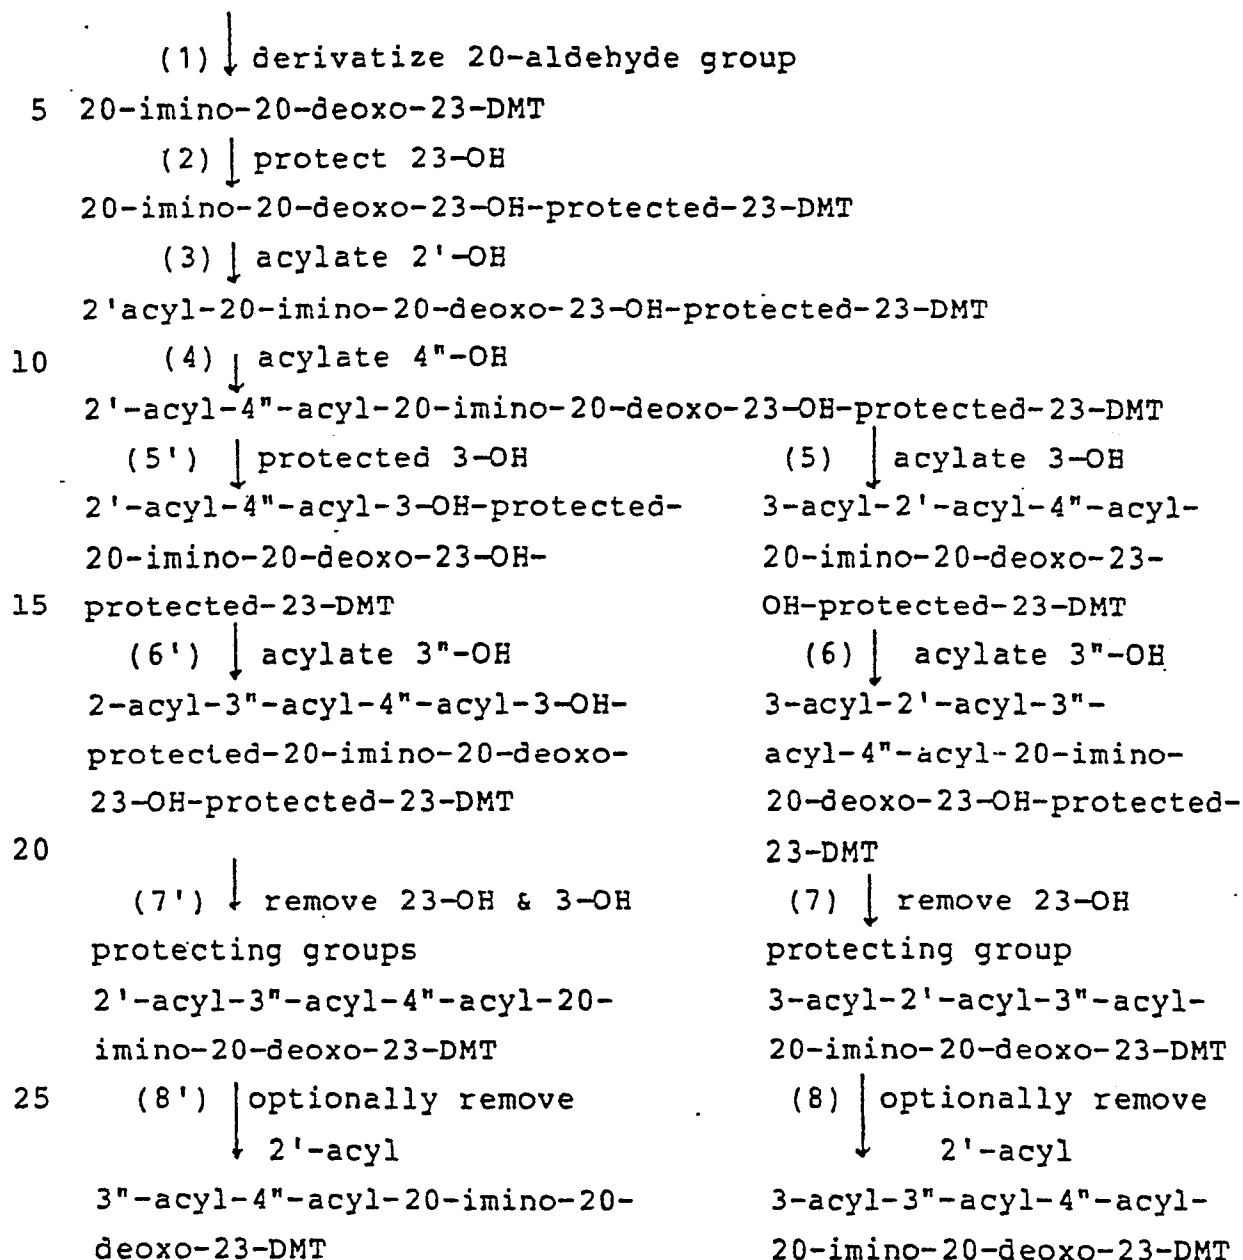 (1) derivatize 20-aldehyde group
5 20-imino-20-deoxo-23-DMT
(2) protect 23-OH
20-imino-20-deoxo-23-OH-protected-23-DMT
(3) acylate 2'-OH
2'acyl-20-imino-20-deoxo-23-OH-protected-23-DMT
10 (4) acylate 4"-OH
2'-acyl-4"-acyl-20-imino-20-deoxo-23-OH-protected-23-DMT
(5') protected 3-OH (5) acylate 3-OH
2'-acyl-4"-acyl-3-OH-protected- 3-acyl-2'-acyl-4"-acyl-
20-imino-20-deoxo-23-OH- 20-imino-20-deoxo-23-
15 protected-23-DMT OH-protected-23-DMT
(6') acylate 3"-OH (6) acylate 3"-OH
2-acyl-3"-acyl-4"-acyl-3-OH- 3-acyl-2'-acyl-3"-
protected-20-imino-20-deoxo- acyl-4"-acyl-20-imino-
23-OH-protected-23-DMT 20-deoxo-23-OH-protected-
20 23-DMT
(7') remove 23-OH & 3-OH (7) remove 23-OH
protecting groups protecting group
2'-acyl-3"-acyl-4"-acyl-20- 3-acyl-2'-acyl-3"-acyl-
imino-20-deoxo-23-DMT 20-imino-20-deoxo-23-DMT
25 (8') optionally remove (8) optionally remove
2'-acyl 2'-acyl
3"-acyl-4"-acyl-20-imino-20- 3-acyl-3"-acyl-4"-acyl-
deoxo-23-DMT 20-imino-20-deoxo-23-DMT